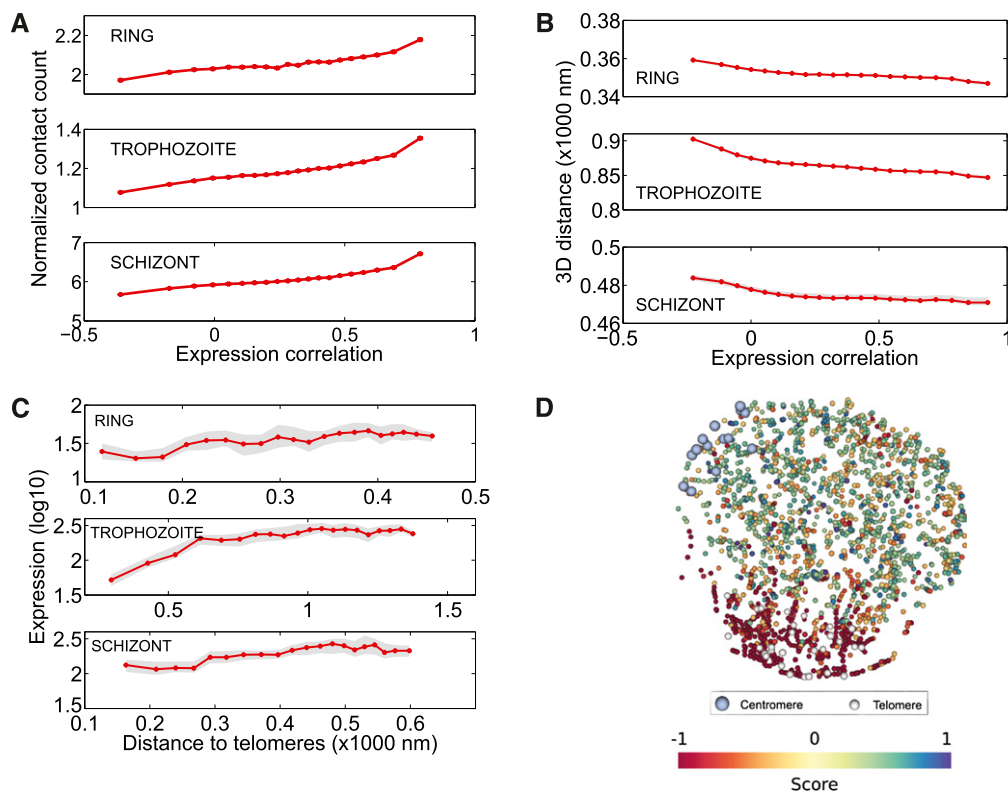 A
Normalized contact count
RING
2.2
2
TROPHOZOITE
1.4
1.2
1
SCHIZONT
7
6
5
−0.5
0
0.5
1
Expression correlation
B
3D distance (x1000 nm)
RING
0.38
0.36
0.34
TROPHOZOITE
0.9
0.85
0.8
SCHIZONT
0.5
0.48
0.46
−0.5
0
0.5
1
Expression correlation
C
Expression (log10)
RING
2
1.5
1
0.1
0.2
0.3
0.4
0.5
TROPHOZOITE
2.5
2
1.5
0.5
1
1.5
SCHIZONT
2.5
2
1.5
0.1
0.2
0.3
0.4
0.5
0.6
Distance to telomeres (x1000 nm)
D
Centromere
Telomere
-1
0
1
Score